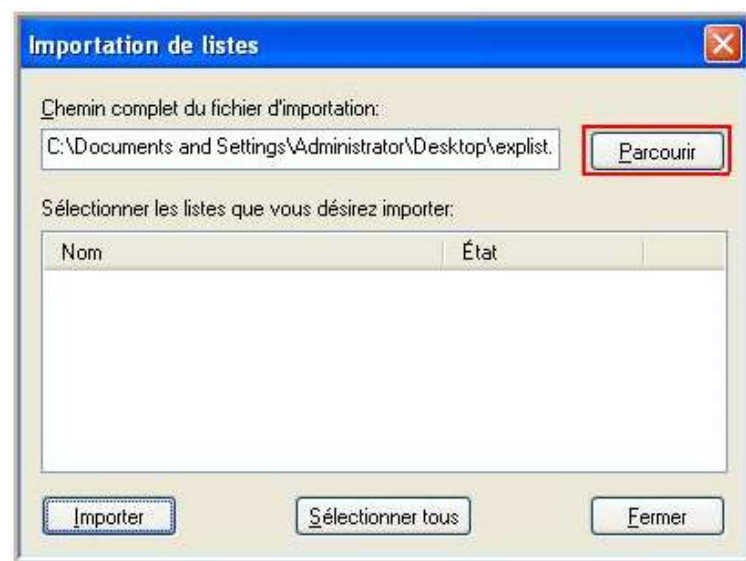 Importation de listes
Chemin complet du fichier d'importation:
C:\Documents and Settings\Administrator\Desktop\explist. Parcourir
Sélectionner les listes que vous désirez importer:
Nom État
Importer Sélectionner tous Fermer